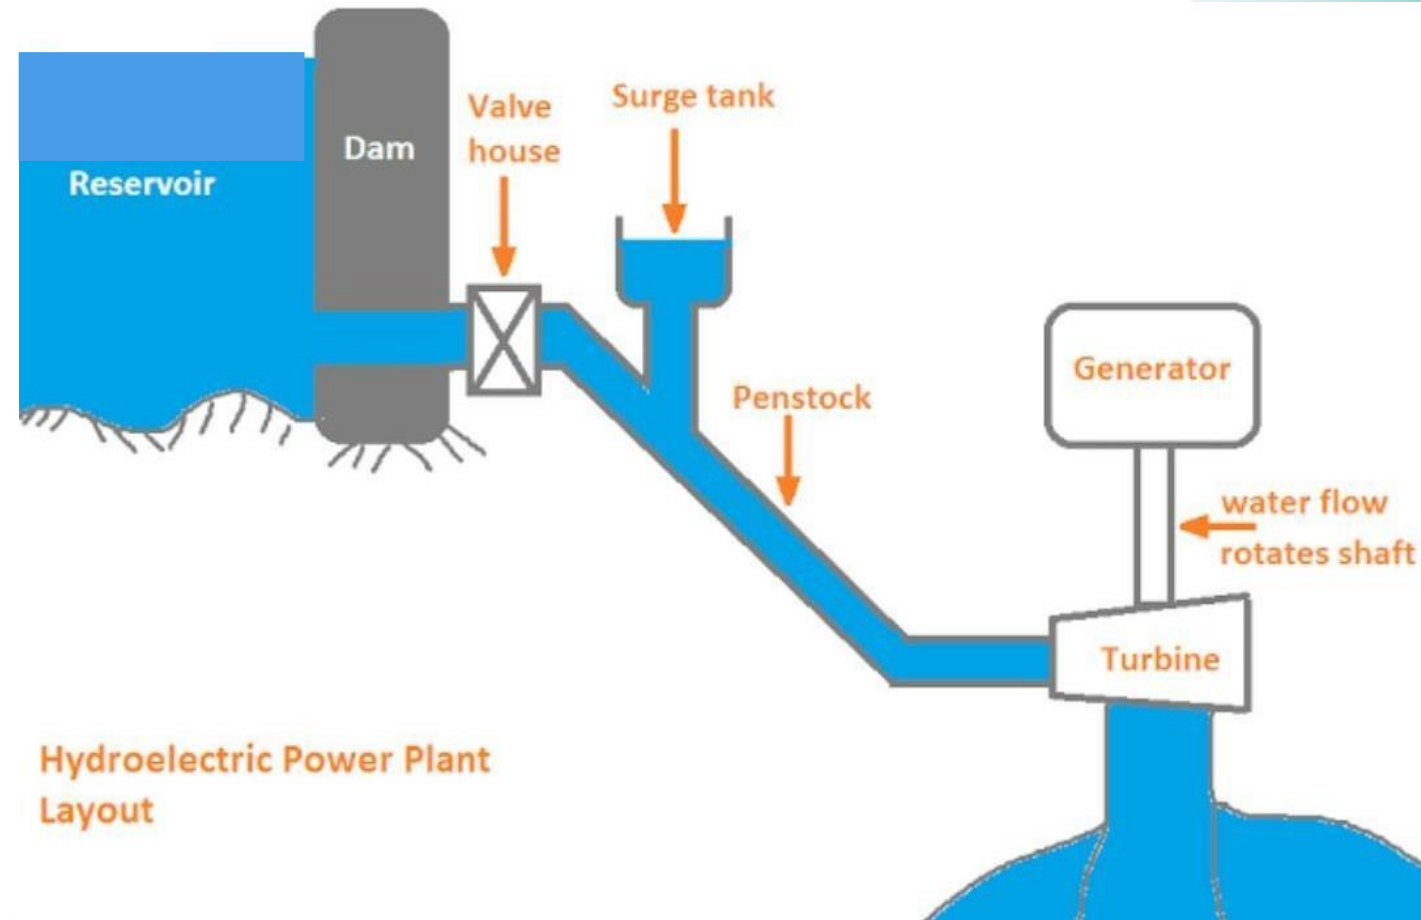 Valve
house
Surge tank
Dam
Reservoir
Penstock
Generator
water flow
rotates shaft
Turbine
Hydroelectric Power Plant
Layout